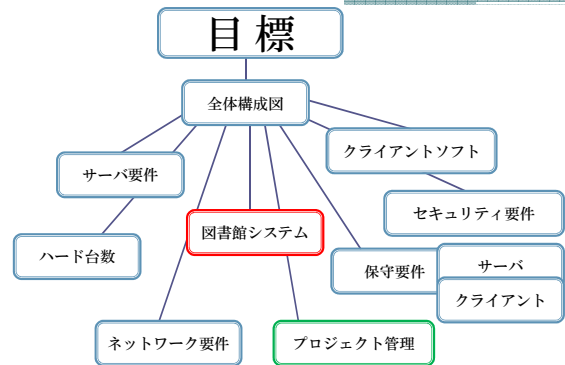 目標
全体構成図
クライアントソフト
サーバ要件
セキュリティ要件
図書館システム
ハード台数
保守要件
サーバ
クライアント
ネットワーク要件
プロジェクト管理